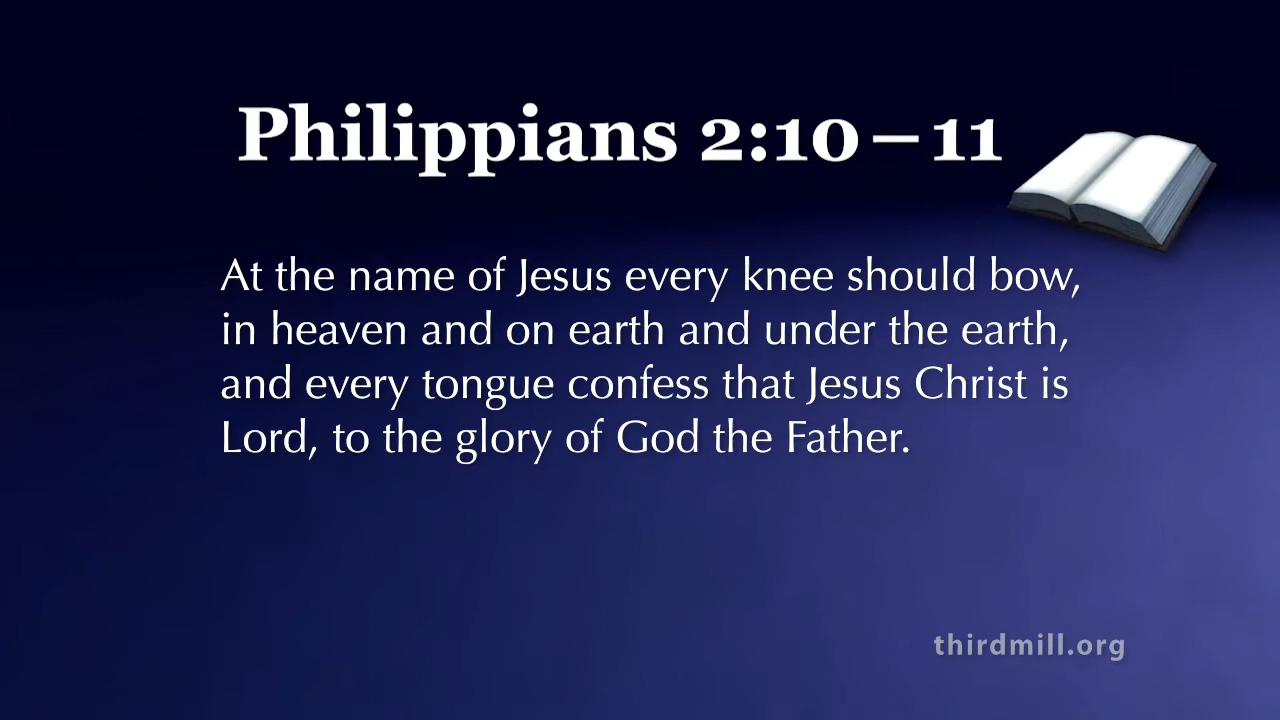 Philippians 2:10–11
At the name of Jesus every knee should bow,
in heaven and on earth and under the earth,
and every tongue confess that Jesus Christ is
Lord, to the glory of God the Father.
thirdmill.org